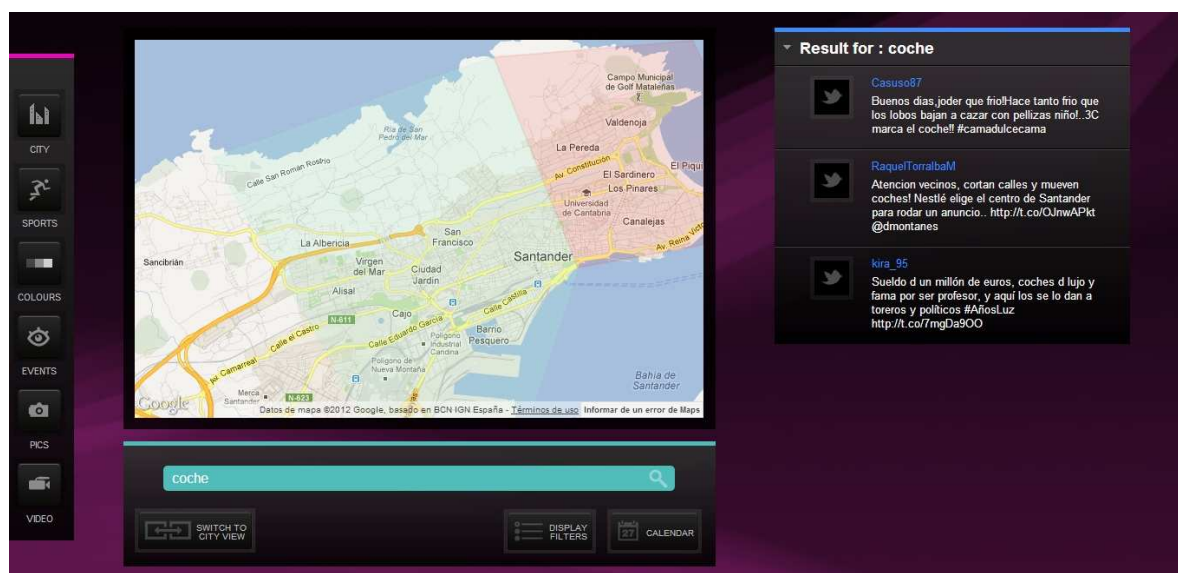 CITY
SPORTS
COLOURS
EVENTS
PICS
VIDEO
Campo Municipal
de Golf Mataleñas
Valdenoja
Ria de San
Pedro del Mar
La Pereda
Av. Constitución
El Sardinero
El Piqu
Los Pinares
Calle San Roman Rostrio
Universidad
de Cantabria
Canalejas
San
Francisco
La Albericia
Av. Reina Victo
Santander
Sancibrián
Virgen
del Mar
Ciudad
Jardin
Alisal
Calle Castilla
Cajo
N-611
Calle el Castro
Calle Eduardo García
Barrio
Pesquero
Poligono
Industrial
Candina
Av. Camarreal
Poligono de
Nueva Montaña
Bahia de
Santander
Merca
Santander
N-623
Google
Datos de mapa ©2012 Google, basado en BCN IGN España - Términos de uso Informar de un error de Maps
coche
SWITCH TO
CITY VIEW
DISPLAY
FILTERS
27
CALENDAR
Result for : coche
Casuso87
Buenos dias,joder que frio!Hace tanto frio que
los lobos bajan a cazar con pellizas niño!..3C
marca el coche!! #camadulcecama
RaquelTorralbaM
Atencion vecinos, cortan calles y mueven
coches! Nestlé elige el centro de Santander
para rodar un anuncio.. http://t.co/OJnwAPkt
@dmontanes
kira_95
Sueldo d un millón de euros, coches d lujo y
fama por ser profesor, y aquí los se lo dan a
toreros y políticos #AñosLuz
http://t.co/7mgDa9OO